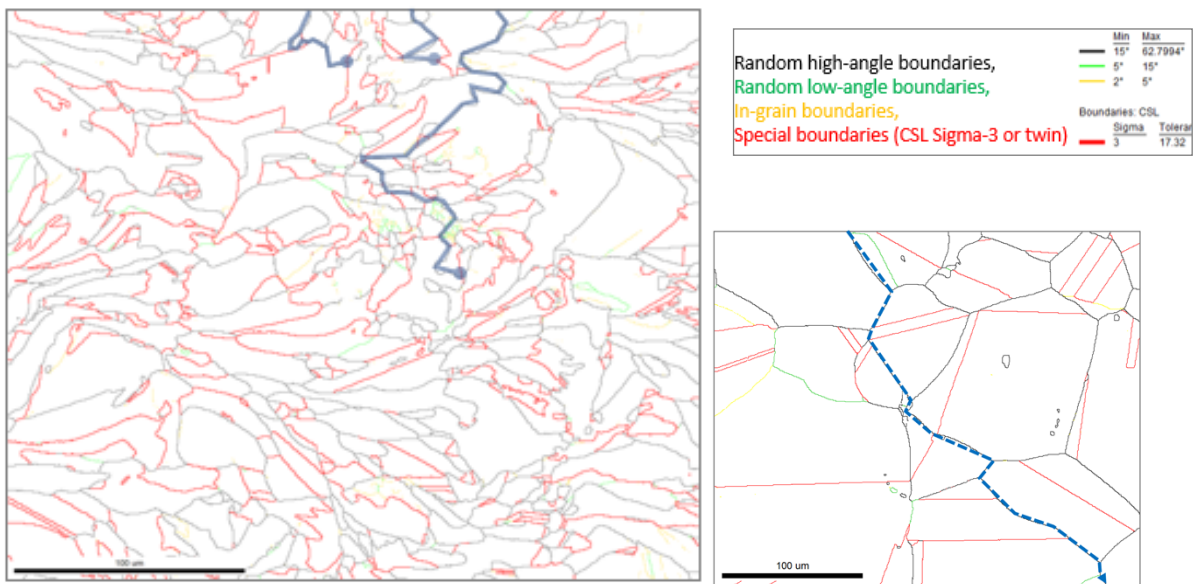 Random high-angle boundaries,
Random low-angle boundaries,
In-grain boundaries,
Special boundaries (CSL Sigma-3 or twin)
Min Max
15° 62.7994°
5° 15°
2° 5°
Boundaries: CSL
Sigma Toleran
3 17.32
100 um
100 um